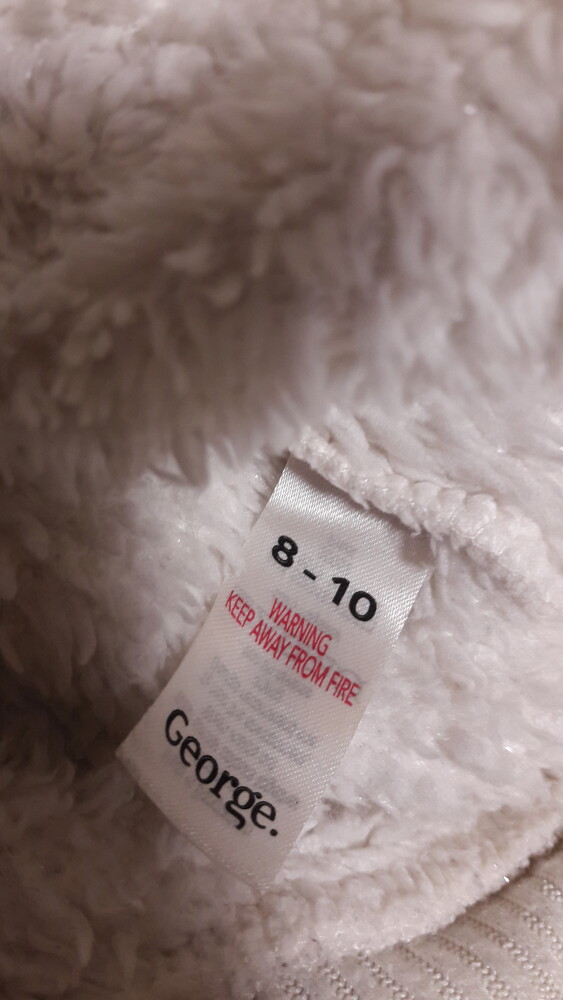 8 - 10
WARNING
KEEP AWAY FROM FIRE
George.